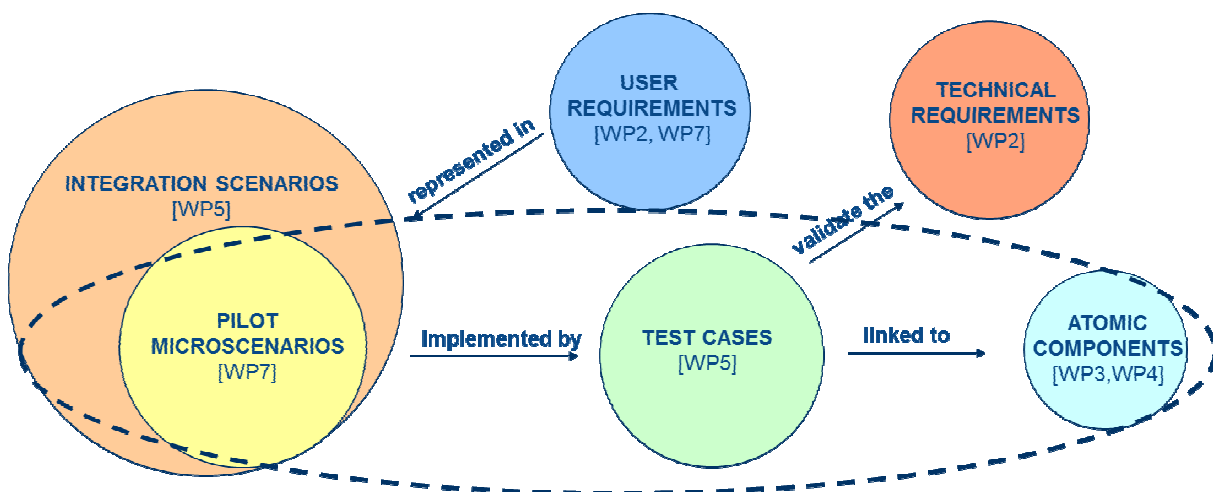 USER
REQUIREMENTS
[WP2, WP7]
TECHNICAL
REQUIREMENTS
[WP2]
represented in
INTEGRATION SCENARIOS
[WP5]
validate the
PILOT
MICROSCENARIOS
[WP7]
Implemented by
TEST CASES
[WP5]
linked to
ATOMIC
COMPONENTS
[WP3,WP4]